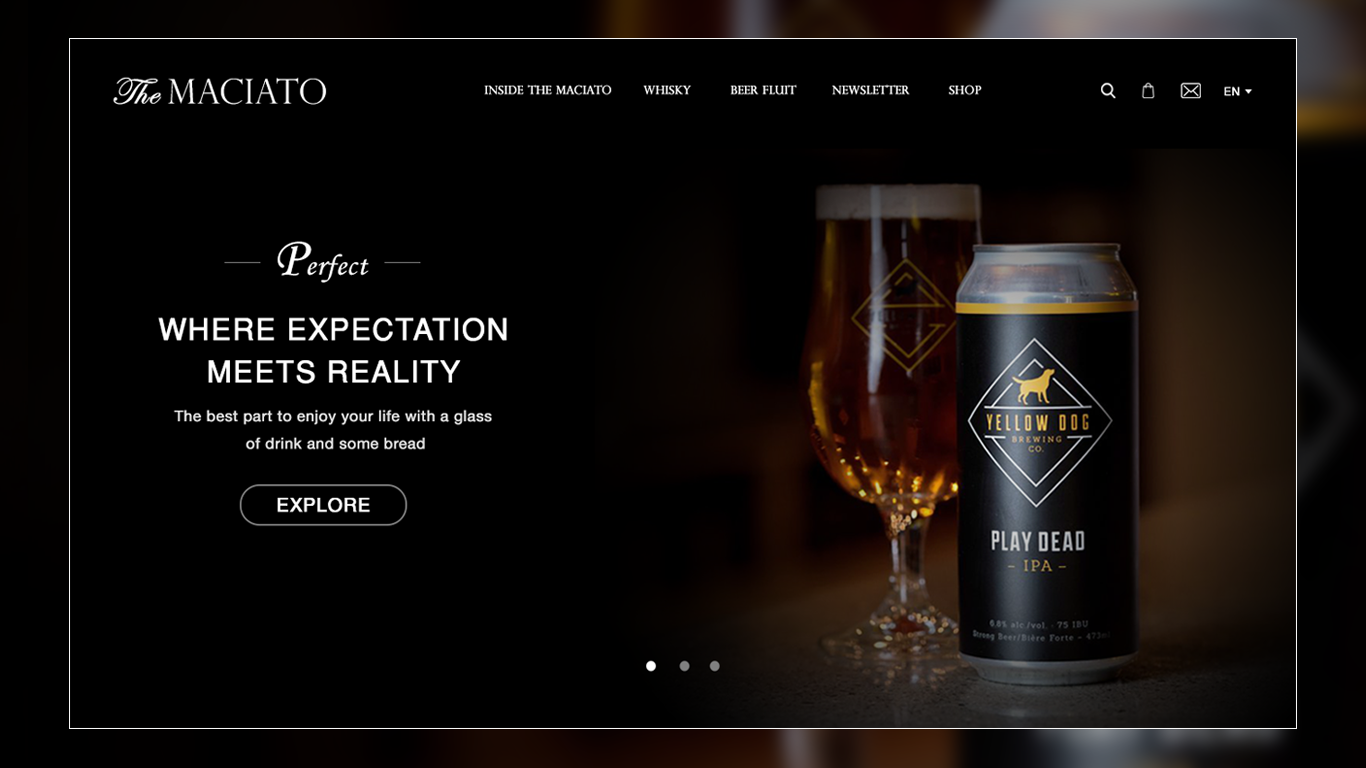 The MACIATO
INSIDE THE MACIATO
WHISKY
BEER FLUIT
NEWSLETTER
SHOP
EN
Perfect
WHERE EXPECTATION
MEETS REALITY
The best part to enjoy your life with a glass
of drink and some bread
EXPLORE
YELLOW DOG
BREWING
CO.
PLAY DEAD
- IPA -
6.8% alc/vol. · 75 IBU
Strong Beer/Bière Forte - 473ml